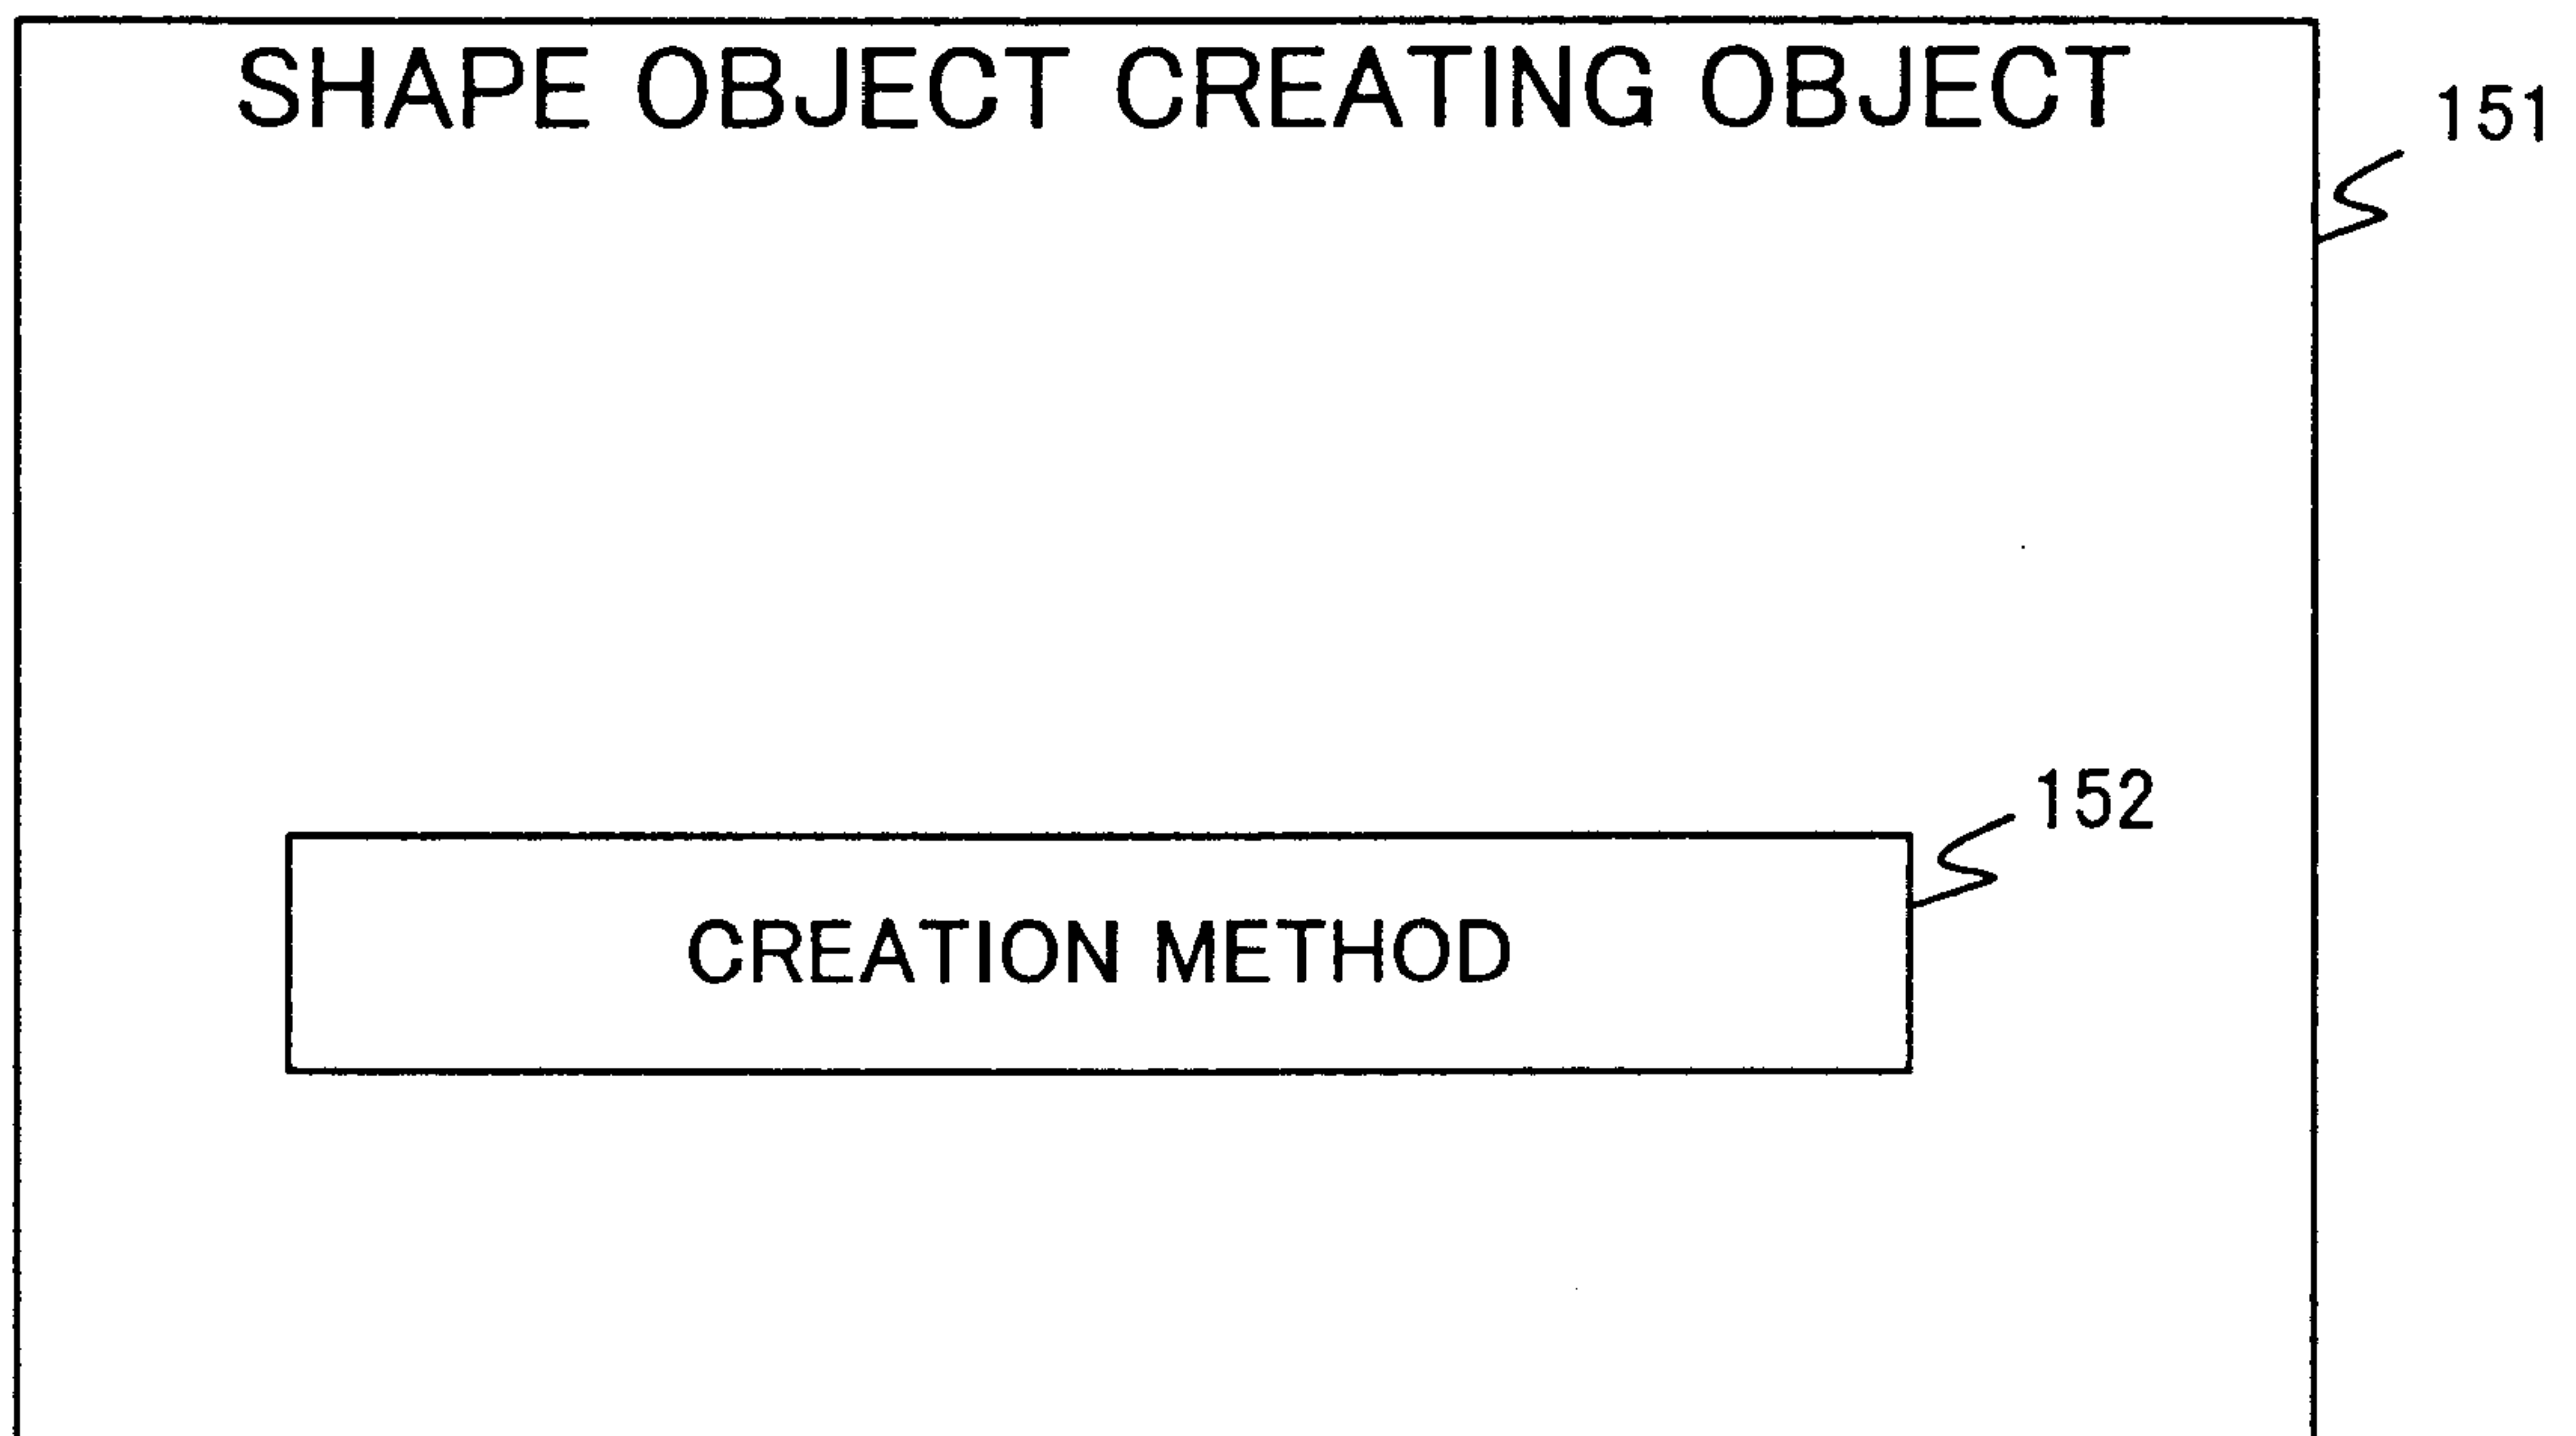 SHAPE OBJECT CREATING OBJECT
151
152
CREATION METHOD